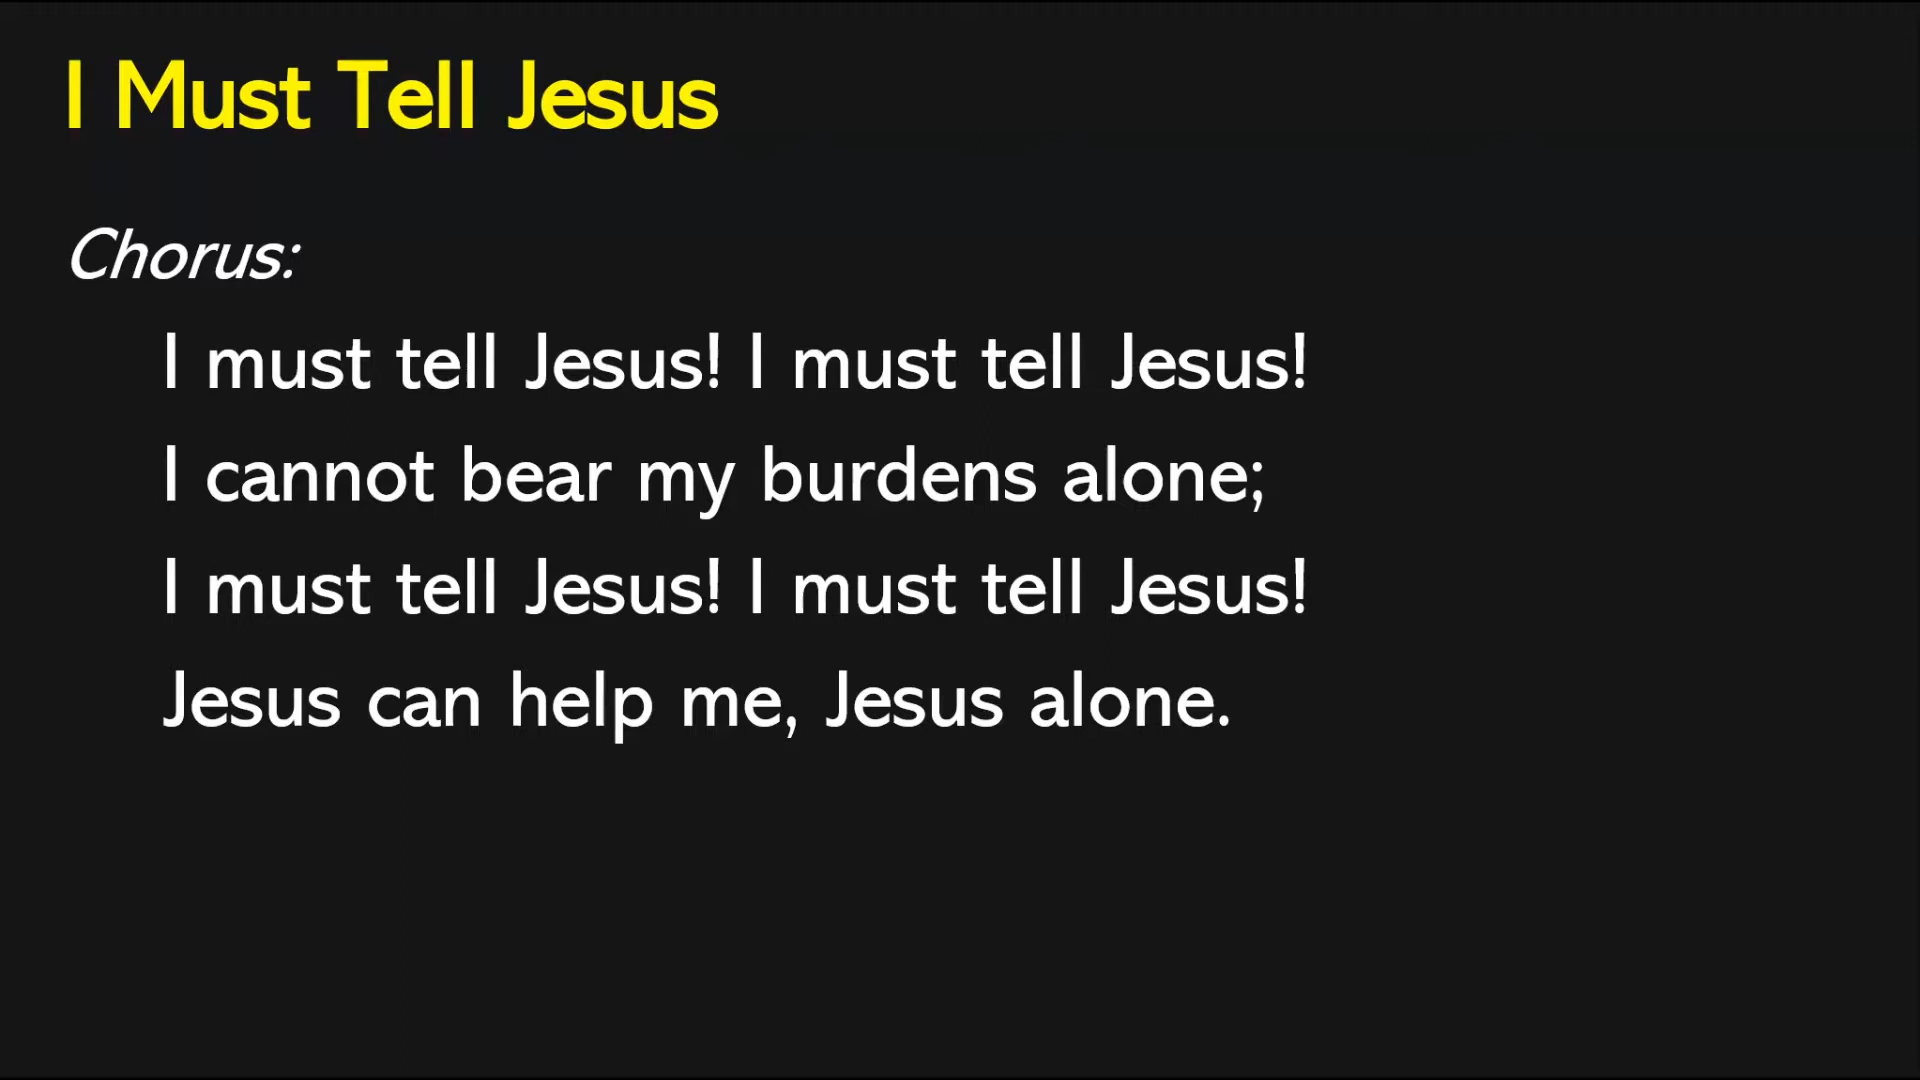 I Must Tell Jesus
Chorus:
I must tell Jesus! I must tell Jesus!
I cannot bear my burdens alone;
I must tell Jesus! I must tell Jesus!
Jesus can help me, Jesus alone.